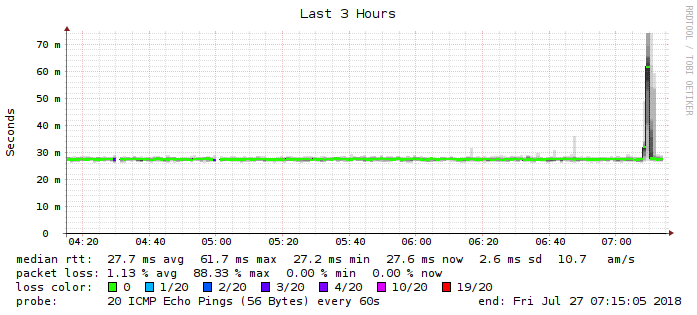 Last 3 Hours
RRDTOOL / TOBI OETIKER
Seconds
70 m
60 m
50 m
40 m
30 m
20 m
10 m
0
04:20 04:40 05:00 05:20 05:40 06:00 06:20 06:40 07:00
median rtt: 27.7 ms avg 61.7 ms max 27.2 ms min 27.6 ms now 2.6 ms sd 10.7 am/s
packet loss: 1.13 % avg 88.33 % max 0.00 % min 0.00 % now
loss color: 0 1/20 2/20 3/20 4/20 10/20 19/20
probe: 20 ICMP Echo Pings (56 Bytes) every 60s end: Fri Jul 27 07:15:05 2018